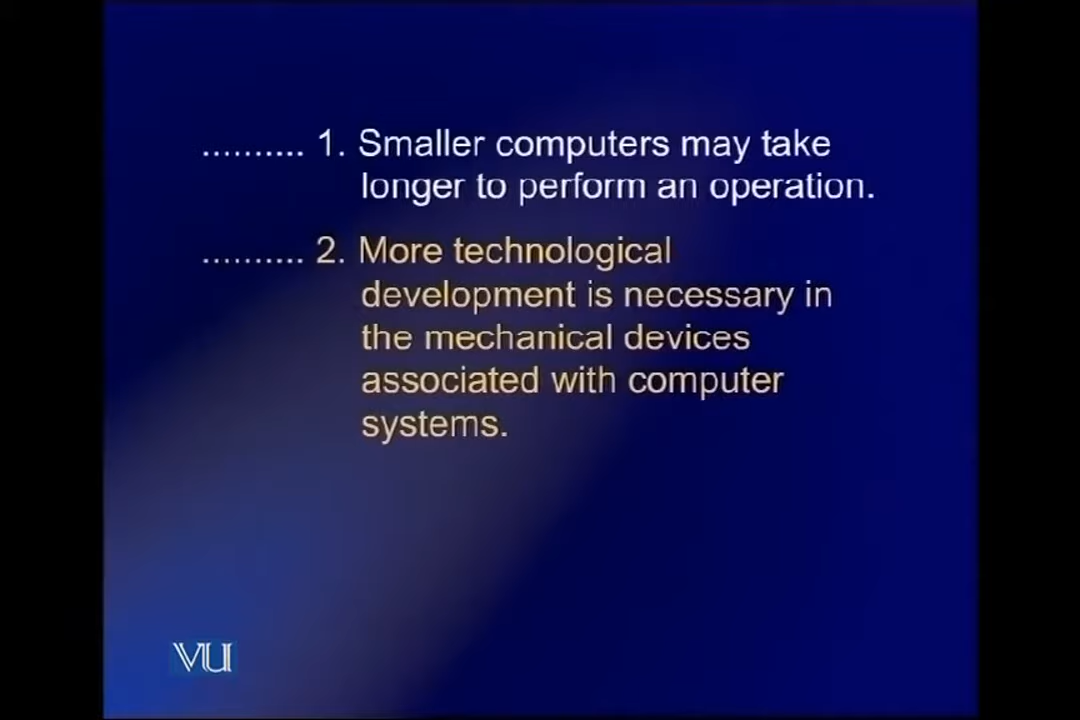 .......... 1. Smaller computers may take
longer to perform an operation.
.......... 2. More technological
development is necessary in
the mechanical devices
associated with computer
systems.
VU